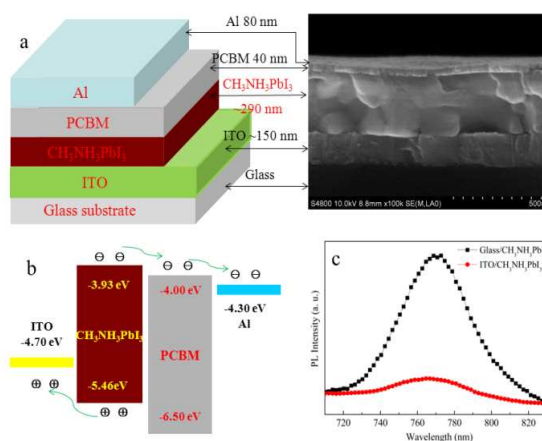 a
Al 80 nm
PCBM 40 nm
CH₃NH₃PbI₃
~290 nm
ITO ~150 nm
Glass
Al
PCBM
CH₃NH₃PbI₃
ITO
Glass substrate
S4800 10.0kV 8.8mm x100k SE(M,LA0)
b
⊖ ⊖
⊖ ⊖
⊖ ⊖
-3.93 eV
-4.00 eV
-4.30 eV
Al
ITO
-4.70 eV
CH₃NH₃PbI₃
PCBM
⊕ ⊕
-5.46eV
⊕ ⊕
-6.50 eV
c
Glass/CH₃NH₃Pb
ITO/CH₃NH₃PbI
PL Intensity (a. u.)
720 740 760 780 800 820
Wavelength (nm)